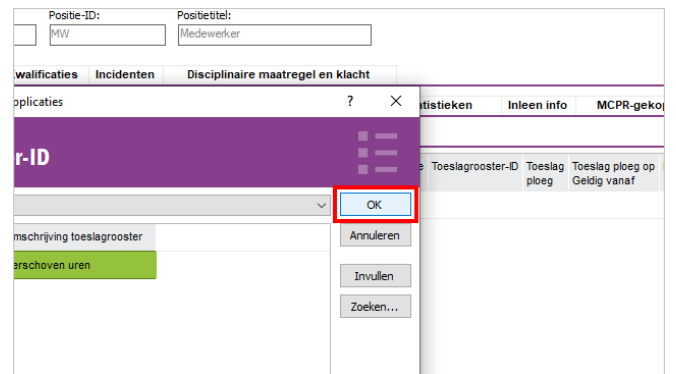 Positie-ID: Positietitel:
MW Medewerker
walificaties Incidenten Disciplinaire maatregel en klacht
pplicaties ? X
tistieken Inleen info MCPR-gekop
r-ID
e Toeslagrooster-ID Toeslag ploeg Toeslag ploeg op Geldig vanaf
OK
mschrijving toeslagrooster Annuleren
erschoven uren
Invullen
Zoeken...